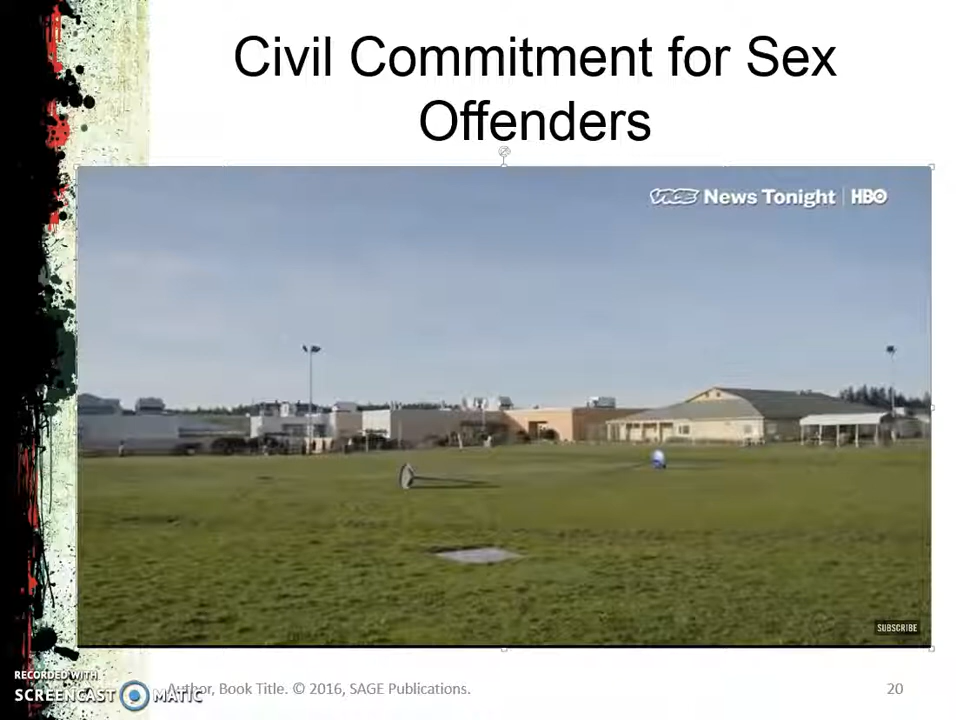 Civil Commitment for Sex
Offenders
VICE News Tonight | HBO
SUBSCRIBE
RECORDED WITH
SCREENCAST MATIC
Author, Book Title. © 2016, SAGE Publications.
20